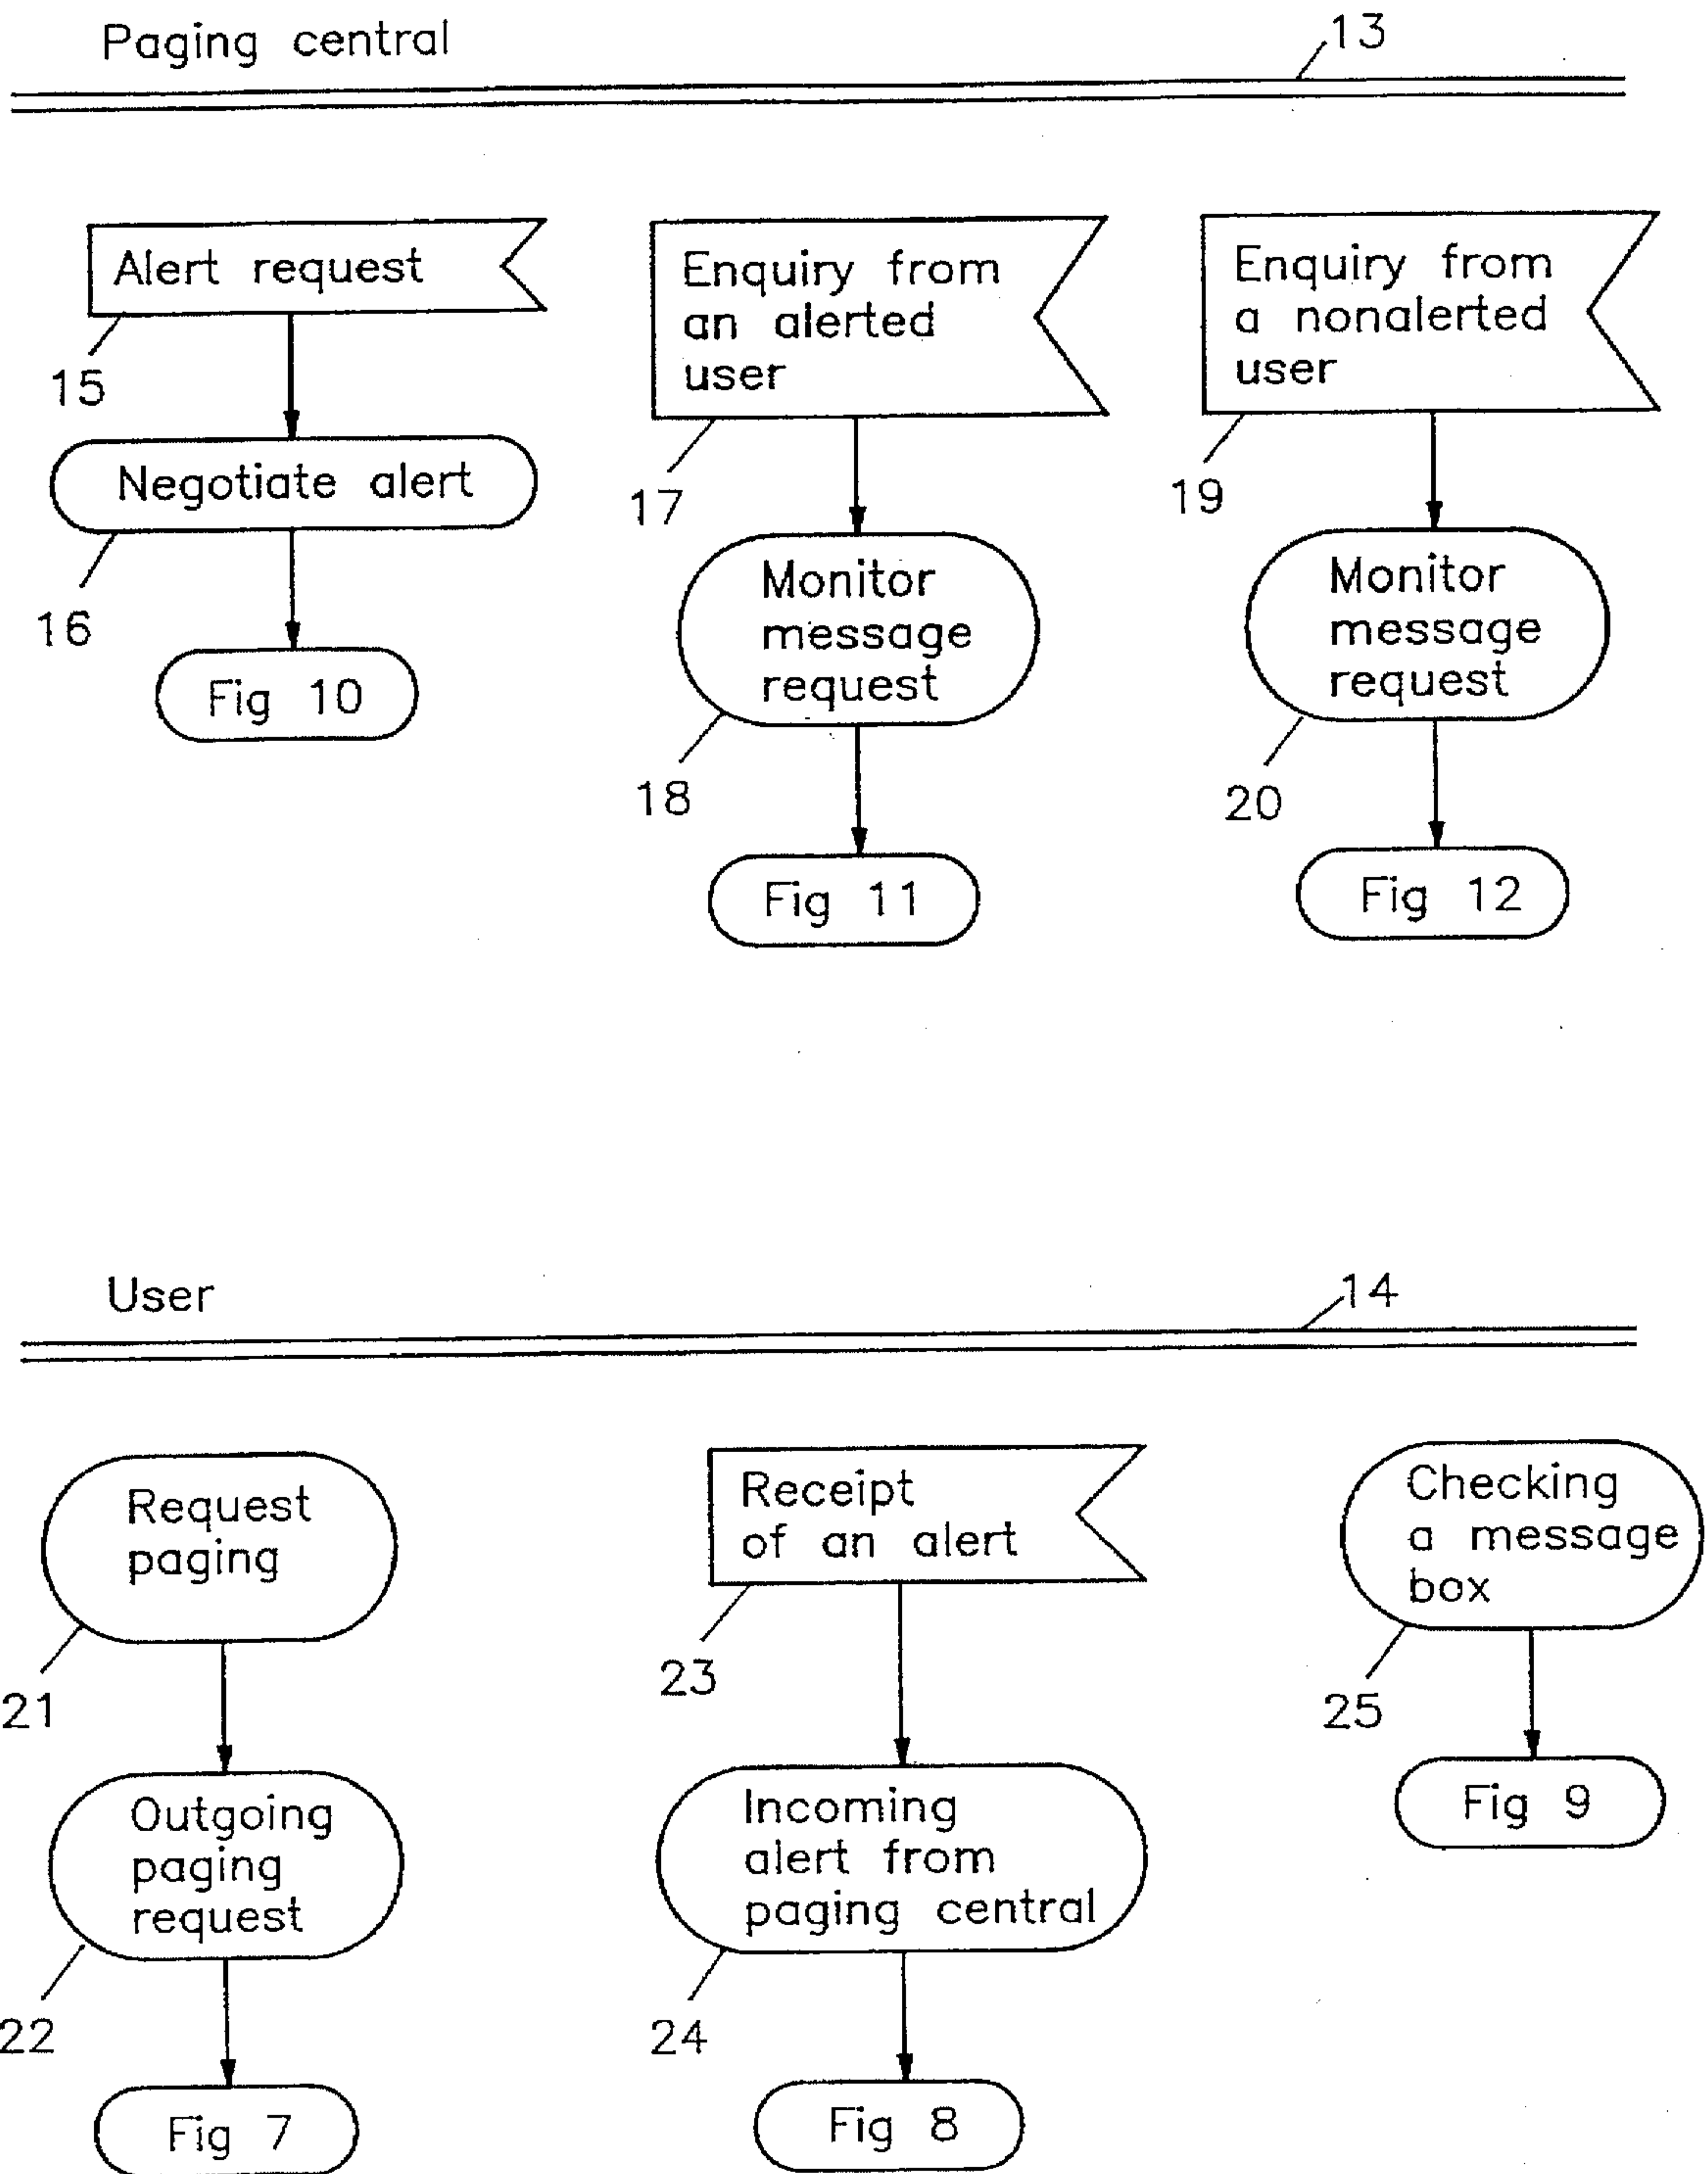 Paging central
13
Alert request
15
Negotiate alert
16
Fig 10
Enquiry from
an alerted
user
17
Monitor
message
request
18
Fig 11
Enquiry from
a nonalerted
user
19
Monitor
message
request
20
Fig 12
User
14
Request
paging
21
Outgoing
paging
request
22
Fig 7
Receipt
of an alert
23
Incoming
alert from
paging central
24
Fig 8
Checking
a message
box
25
Fig 9